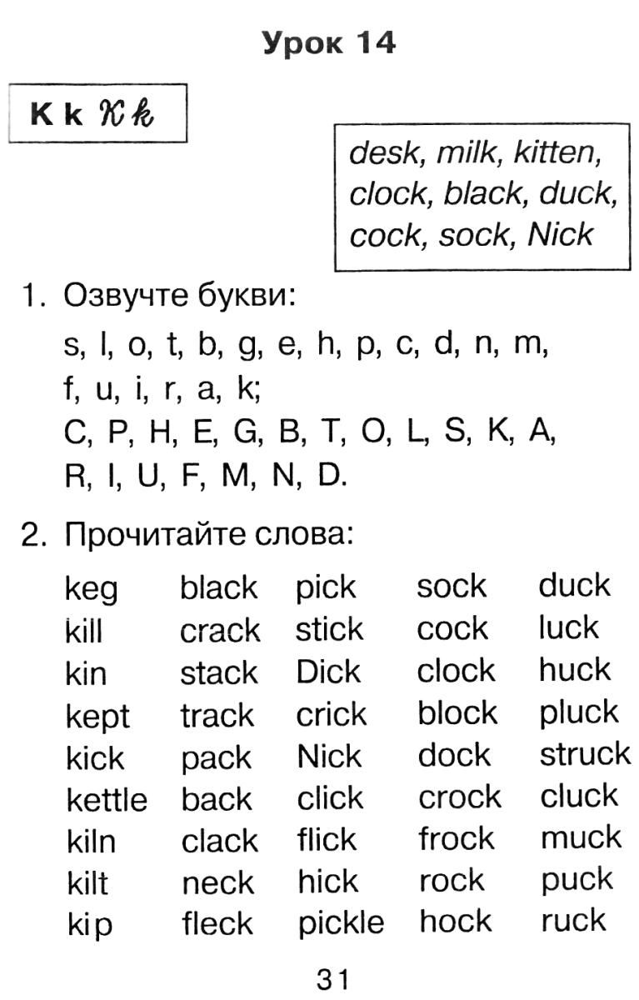 Урок 14
K k K k
desk, milk, kitten,
clock, black, duck,
cock, sock, Nick
1. Озвучте букви:
s, l, o, t, b, g, e, h, p, c, d, n, m,
f, u, i, r, a, k;
C, P, H, E, G, B, T, O, L, S, K, A,
R, I, U, F, M, N, D.
2. Прочитайте слова:
keg black pick sock duck
kill crack stick cock luck
kin stack Dick clock huck
kept track crick block pluck
kick pack Nick dock struck
kettle back click crock cluck
kiln clack flick frock muck
kilt neck hick rock puck
kip fleck pickle hock ruck
31